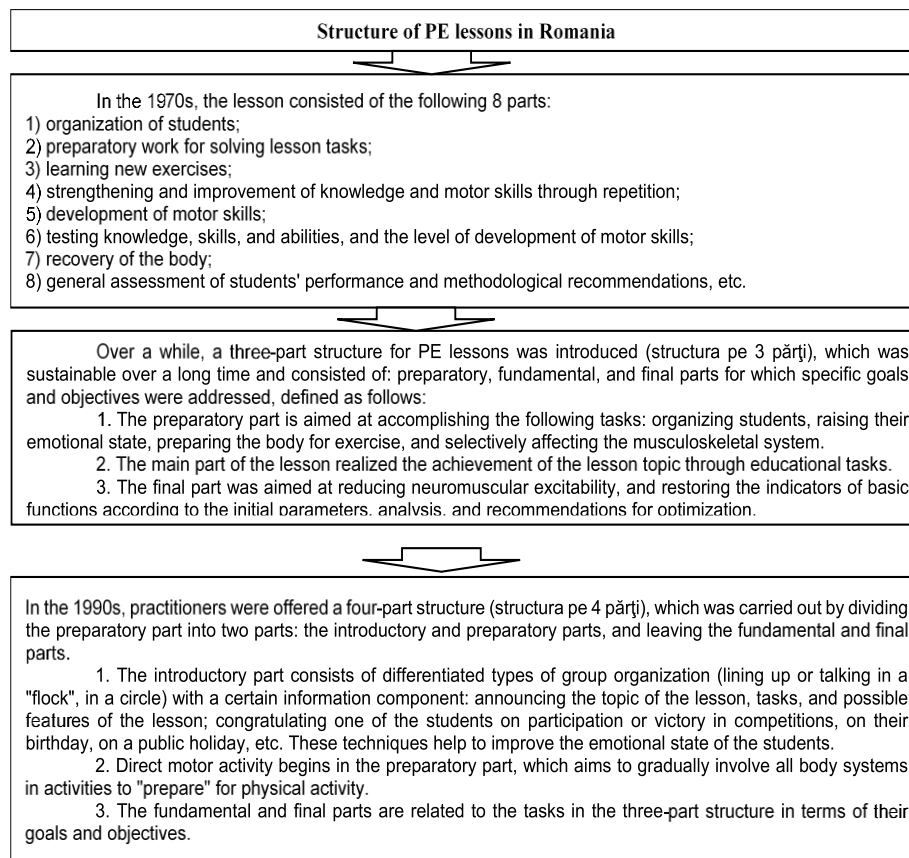 Structure of PE lessons in Romania
In the 1970s, the lesson consisted of the following 8 parts:
1) organization of students;
2) preparatory work for solving lesson tasks;
3) learning new exercises;
4) strengthening and improvement of knowledge and motor skills through repetition;
5) development of motor skills;
6) testing knowledge, skills, and abilities, and the level of development of motor skills;
7) recovery of the body;
8) general assessment of students' performance and methodological recommendations, etc.
Over a while, a three-part structure for PE lessons was introduced (structura pe 3 părţi), which was
sustainable over a long time and consisted of: preparatory, fundamental, and final parts for which specific goals
and objectives were addressed, defined as follows:
1. The preparatory part is aimed at accomplishing the following tasks: organizing students, raising their
emotional state, preparing the body for exercise, and selectively affecting the musculoskeletal system.
2. The main part of the lesson realized the achievement of the lesson topic through educational tasks.
3. The final part was aimed at reducing neuromuscular excitability, and restoring the indicators of basic
functions according to the initial parameters, analysis, and recommendations for optimization.
In the 1990s, practitioners were offered a four-part structure (structura pe 4 părţi), which was carried out by dividing
the preparatory part into two parts: the introductory and preparatory parts, and leaving the fundamental and final
parts.
1. The introductory part consists of differentiated types of group organization (lining up or talking in a
"flock", in a circle) with a certain information component: announcing the topic of the lesson, tasks, and possible
features of the lesson; congratulating one of the students on participation or victory in competitions, on their
birthday, on a public holiday, etc. These techniques help to improve the emotional state of the students.
2. Direct motor activity begins in the preparatory part, which aims to gradually involve all body systems
in activities to "prepare" for physical activity.
3. The fundamental and final parts are related to the tasks in the three-part structure in terms of their
goals and objectives.